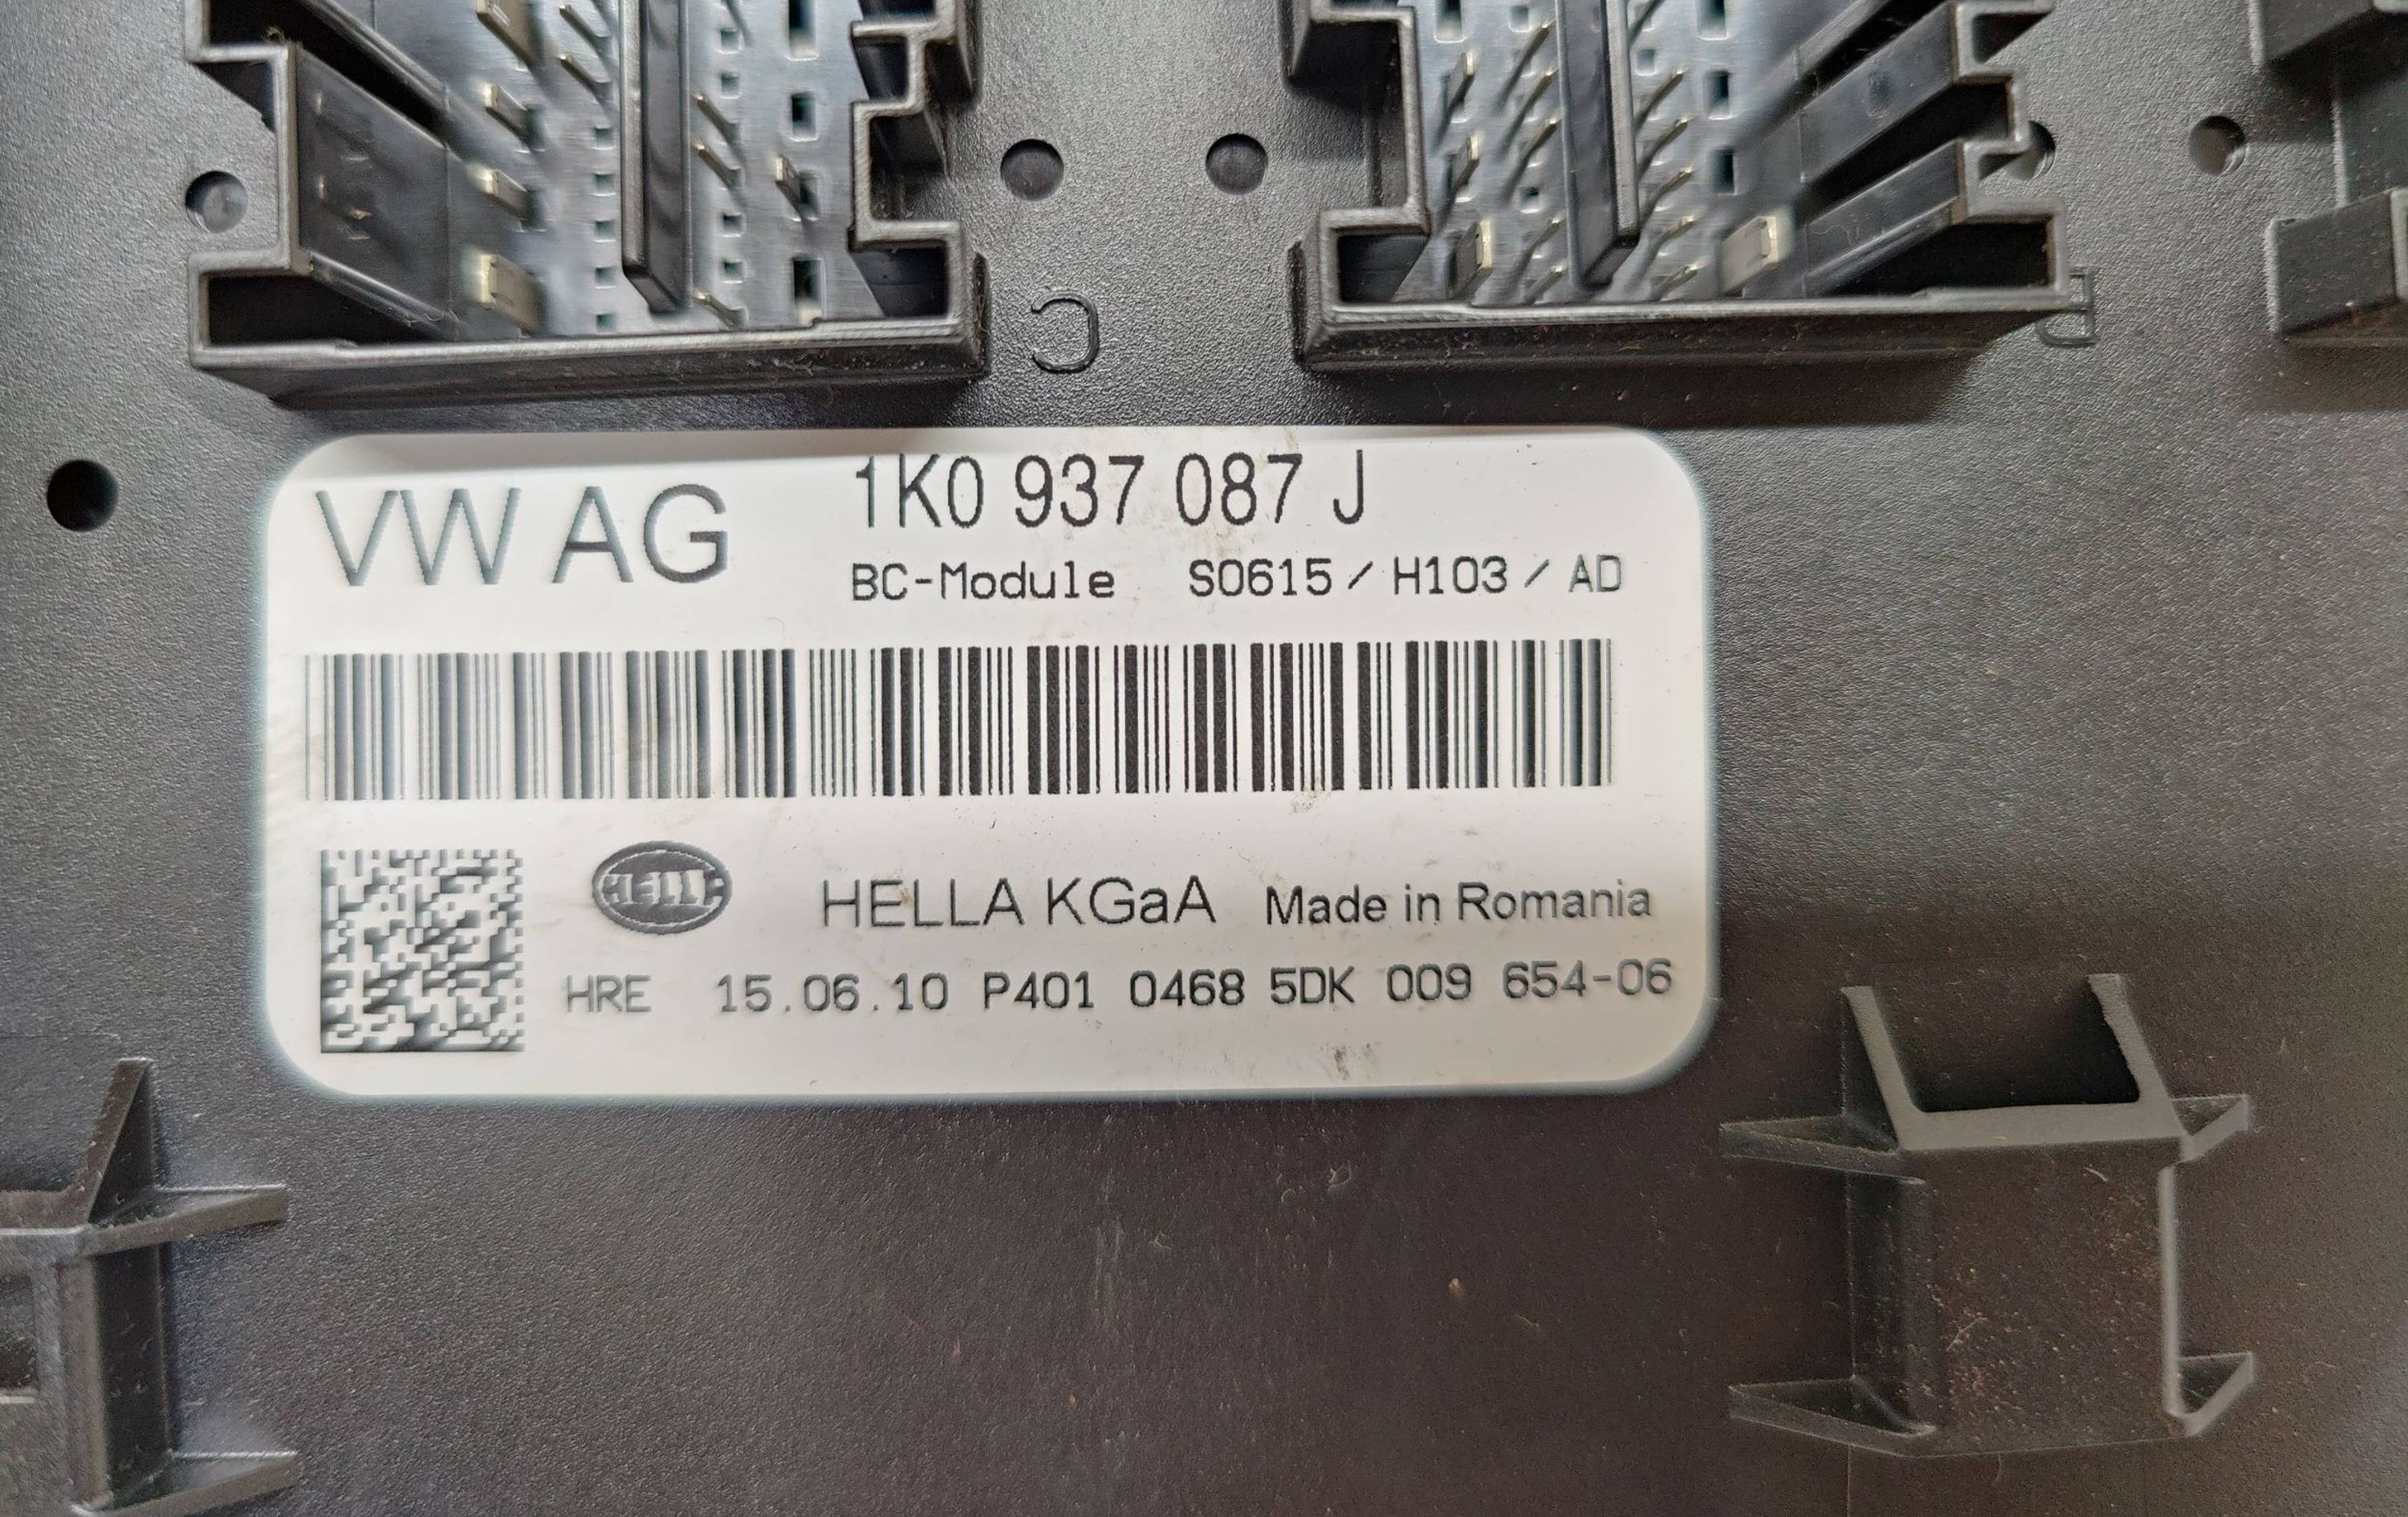 C
B
VW AG 1K0 937 087 J
BC-Module S0615 / H103 / AD
HELLA HELLA KGaA Made in Romania
HRE 15.06.10 P401 0468 5DK 009 654-06